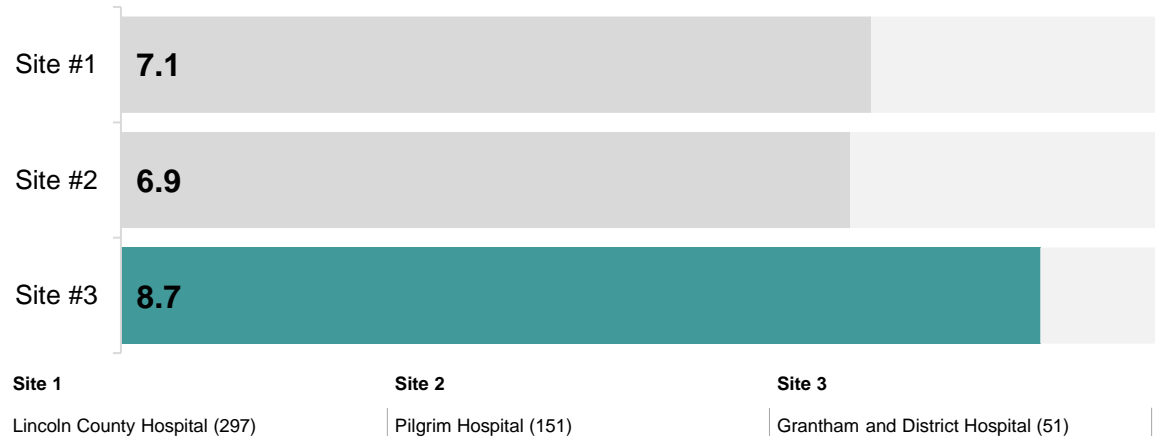 Site #1 7.1
Site #2 6.9
Site #3 8.7
Site 1 Site 2 Site 3
Lincoln County Hospital (297) Pilgrim Hospital (151) Grantham and District Hospital (51)